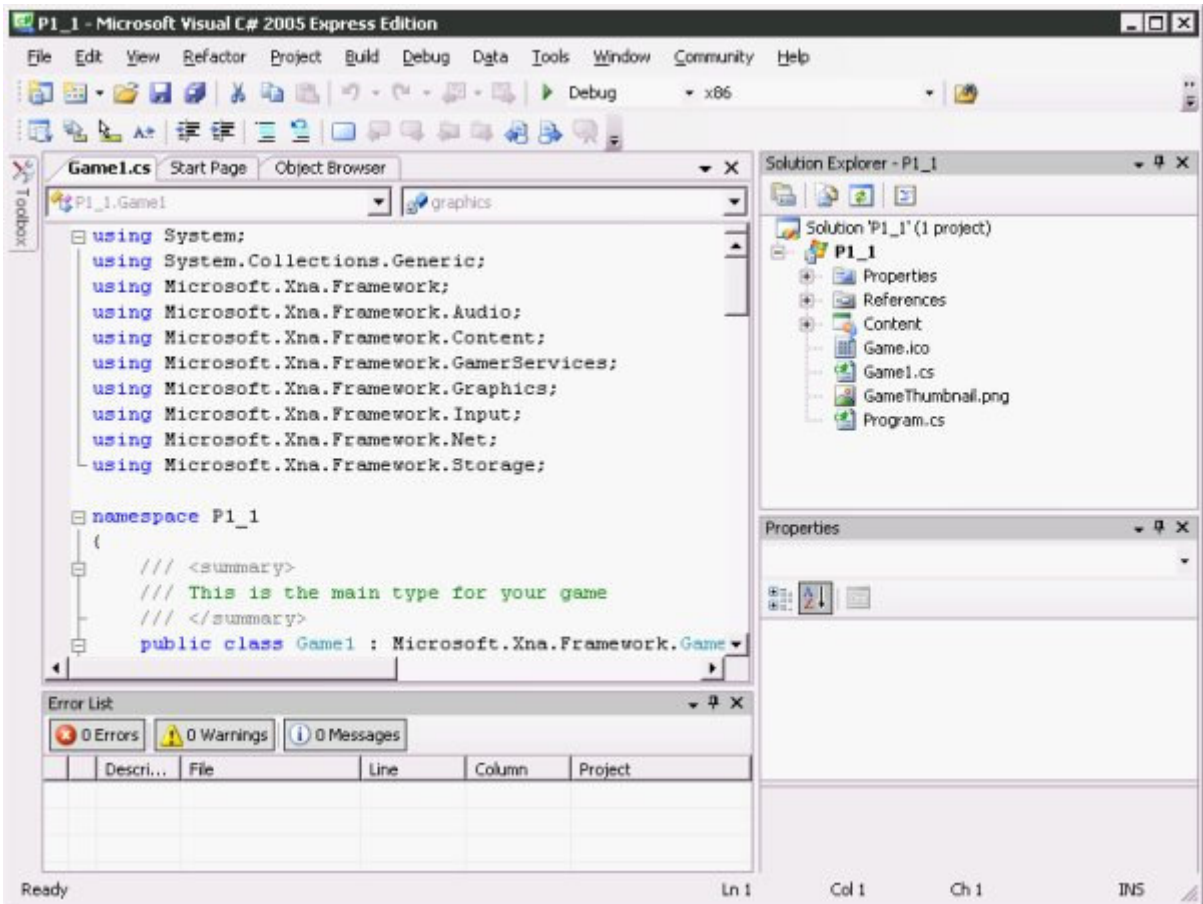 P1_1 - Microsoft Visual C# 2005 Express Edition
File Edit View Refactor Project Build Debug Data Tools Window Community Help
Debug x86
Toolbox
Game1.cs Start Page Object Browser
P1_1.Game1 graphics
using System;
using System.Collections.Generic;
using Microsoft.Xna.Framework;
using Microsoft.Xna.Framework.Audio;
using Microsoft.Xna.Framework.Content;
using Microsoft.Xna.Framework.GamerServices;
using Microsoft.Xna.Framework.Graphics;
using Microsoft.Xna.Framework.Input;
using Microsoft.Xna.Framework.Net;
using Microsoft.Xna.Framework.Storage;
namespace P1_1
{
/// <summary>
/// This is the main type for your game
/// </summary>
public class Game1 : Microsoft.Xna.Framework.Game
Solution Explorer - P1_1
Solution 'P1_1' (1 project)
P1_1
Properties
References
Content
Game.ico
Game1.cs
GameThumbnail.png
Program.cs
Properties
Error List
0 Errors 0 Warnings 0 Messages
Descri... File Line Column Project
Ready Ln 1 Col 1 Ch 1 INS